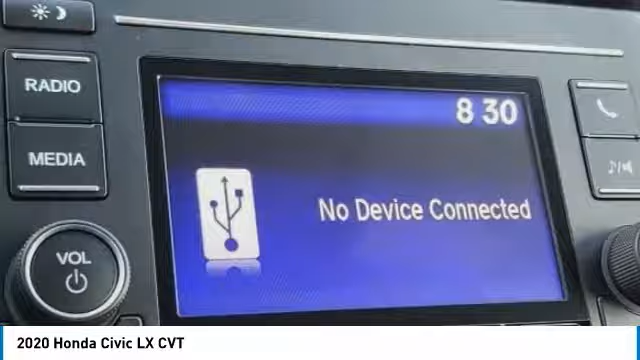 8 30
RADIO
MEDIA
No Device Connected
VOL
2020 Honda Civic LX CVT